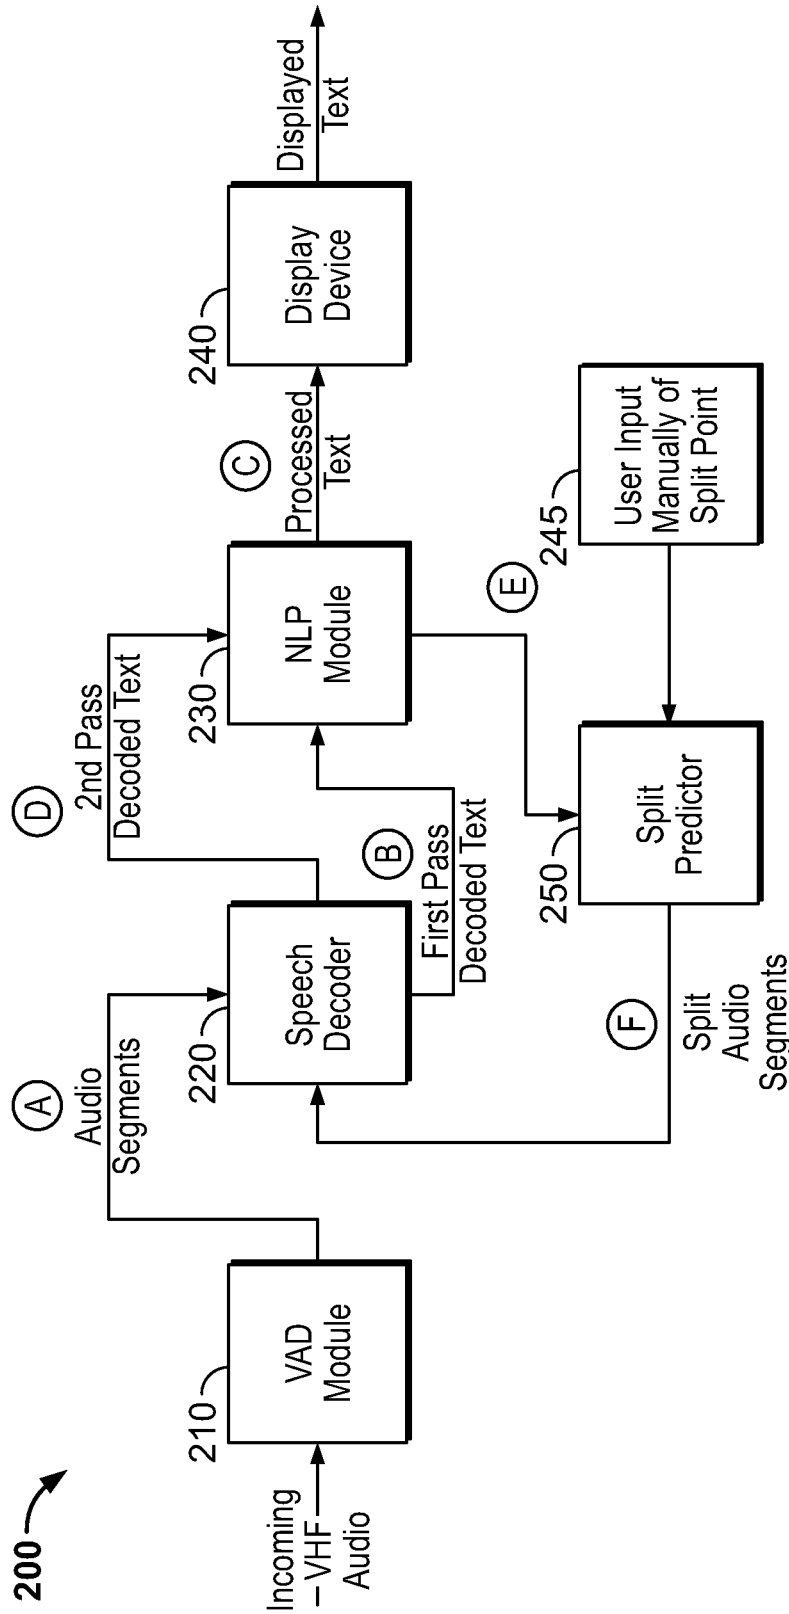 200
Incoming
VHF
Audio
210
VAD
Module
A
Audio
Segments
220
Speech
Decoder
B
First Pass
Decoded Text
D
2nd Pass
Decoded Text
230
NLP
Module
C
Processed
Text
240
Display
Device
Displayed
Text
E
245
User Input
Manually of
Split Point
250
Split
Predictor
F
Split
Audio
Segments